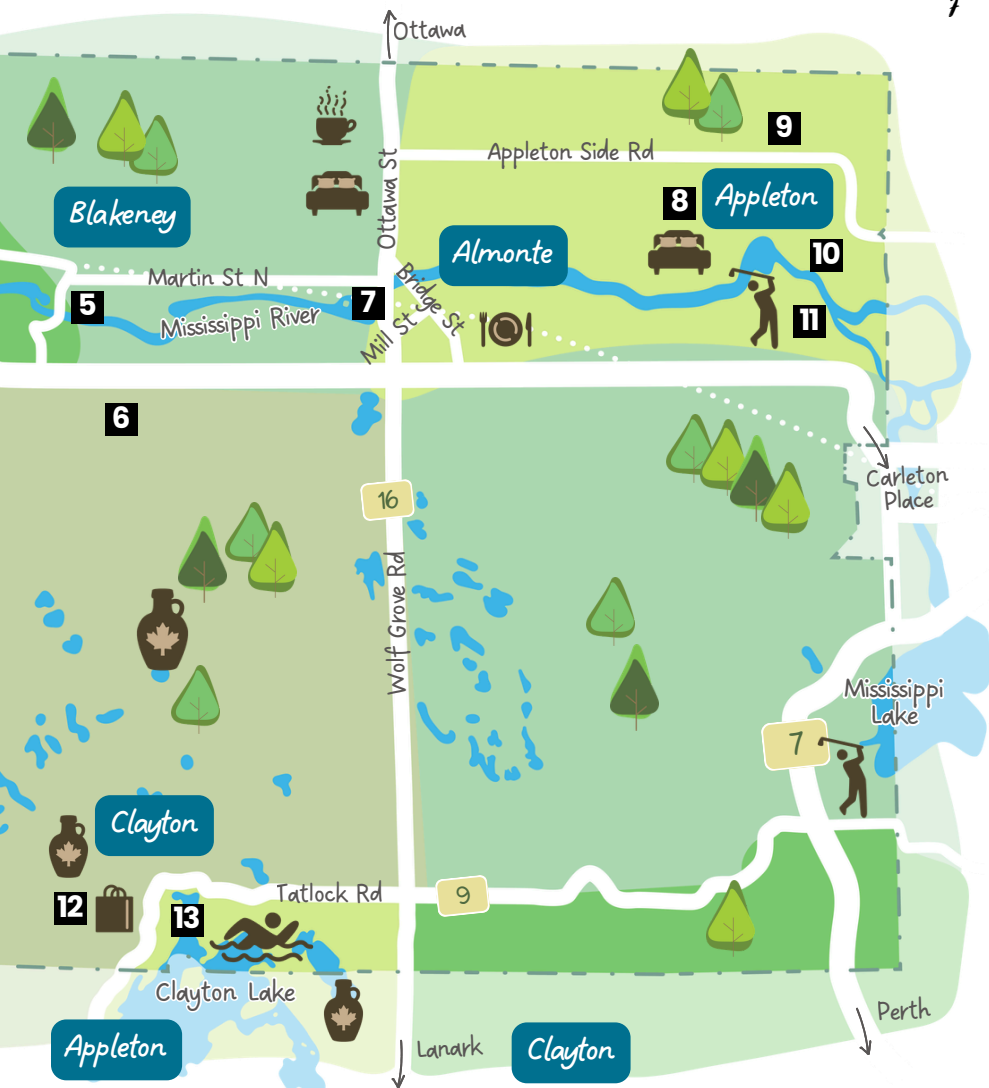 Ottawa
9
Appleton Side Rd
Ottawa St
8
Appleton
Blakeney
Almonte
10
Martin St N
Bridge St
5
7
11
Mississippi River
Mill St
6
Carleton
Place
16
Wolf Grove Rd
Mississippi
Lake
7
Clayton
Tatlock Rd
9
12
13
Clayton Lake
Perth
Appleton
Lanark
Clayton